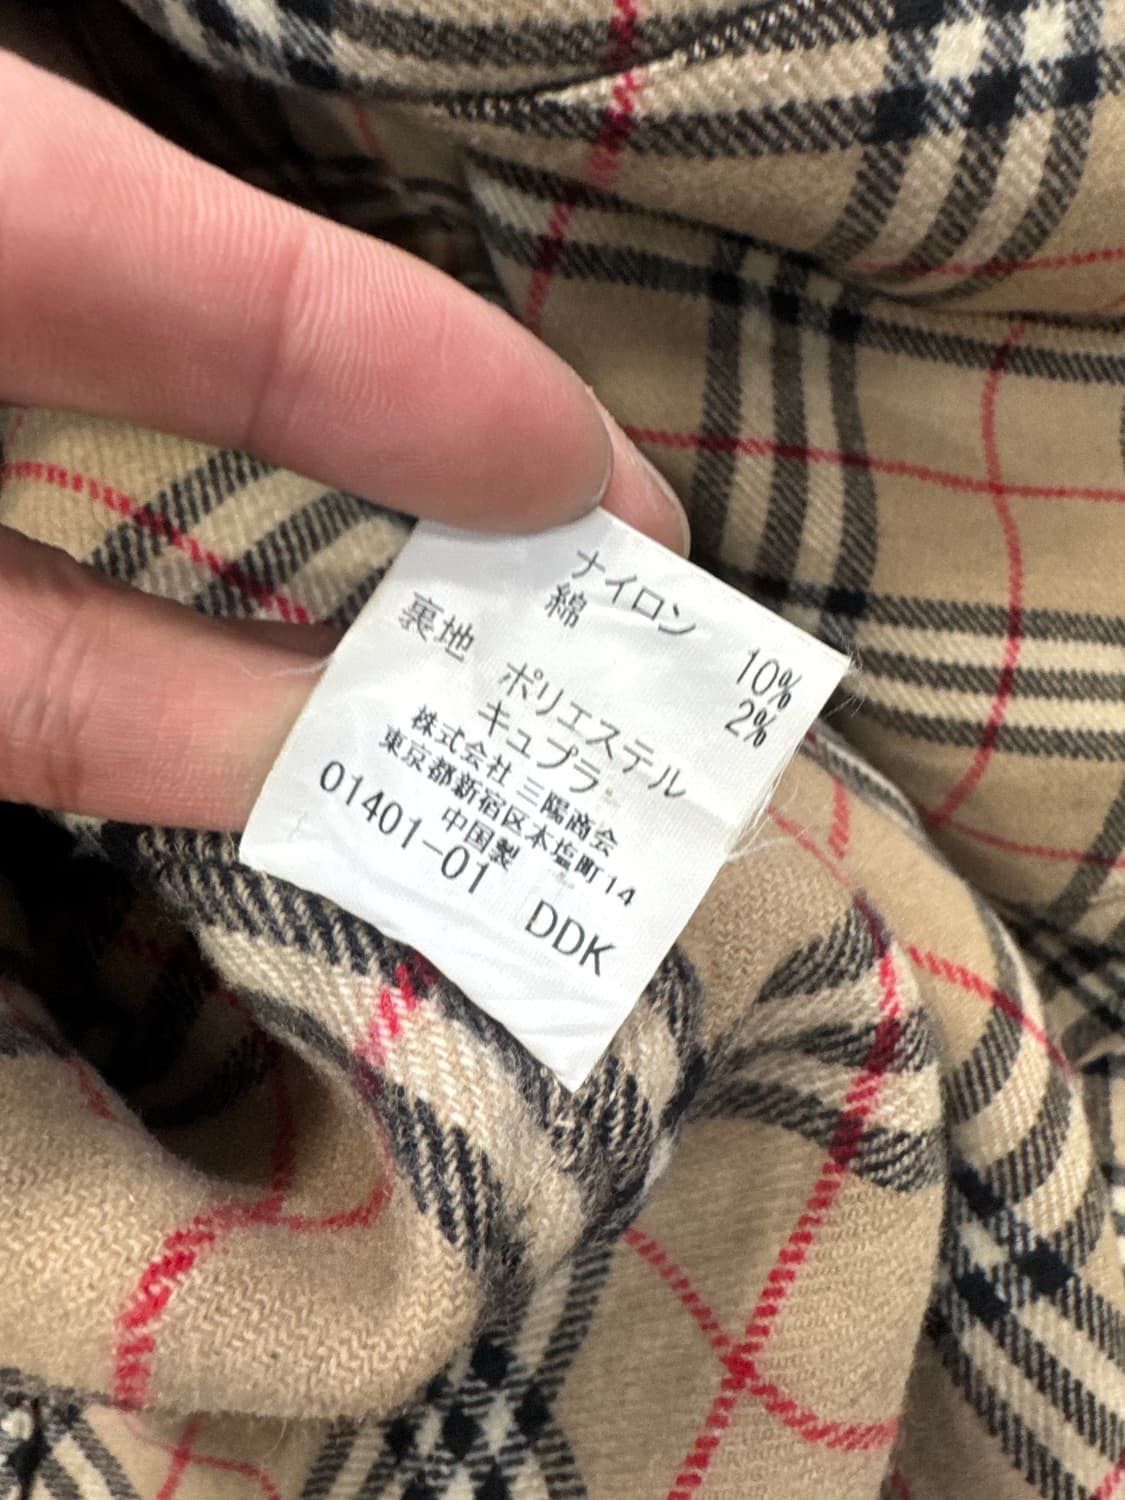 ナイロン 10%
綿 2%
裏地
ポリエステル
キュプラ
株式会社 三陽商会
東京都新宿区本塩町14
中国製
01401-01 DDK